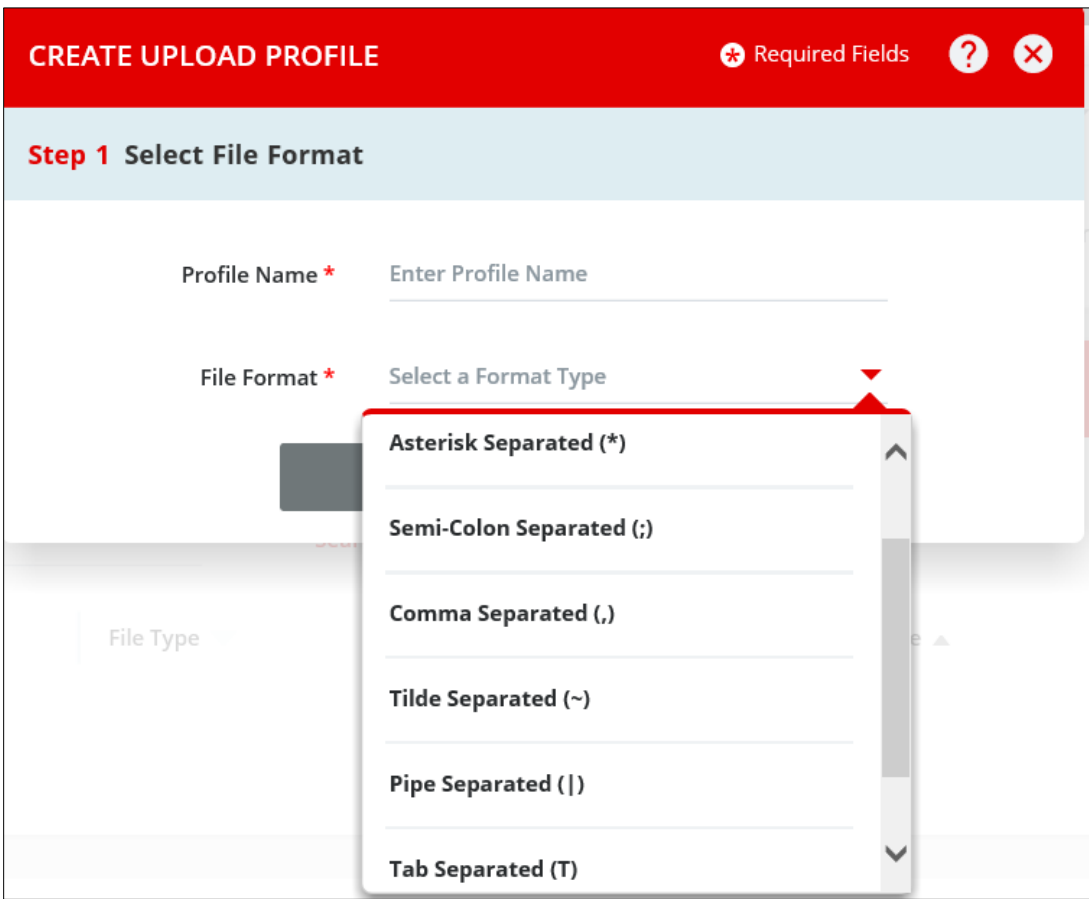 CREATE UPLOAD PROFILE
* Required Fields ?
Step 1 Select File Format
Profile Name * Enter Profile Name
File Format * Select a Format Type
Asterisk Separated (*)
Semi-Colon Separated (;)
Comma Separated (,)
File Type
Tilde Separated (~)
Pipe Separated (|)
Tab Separated (T)